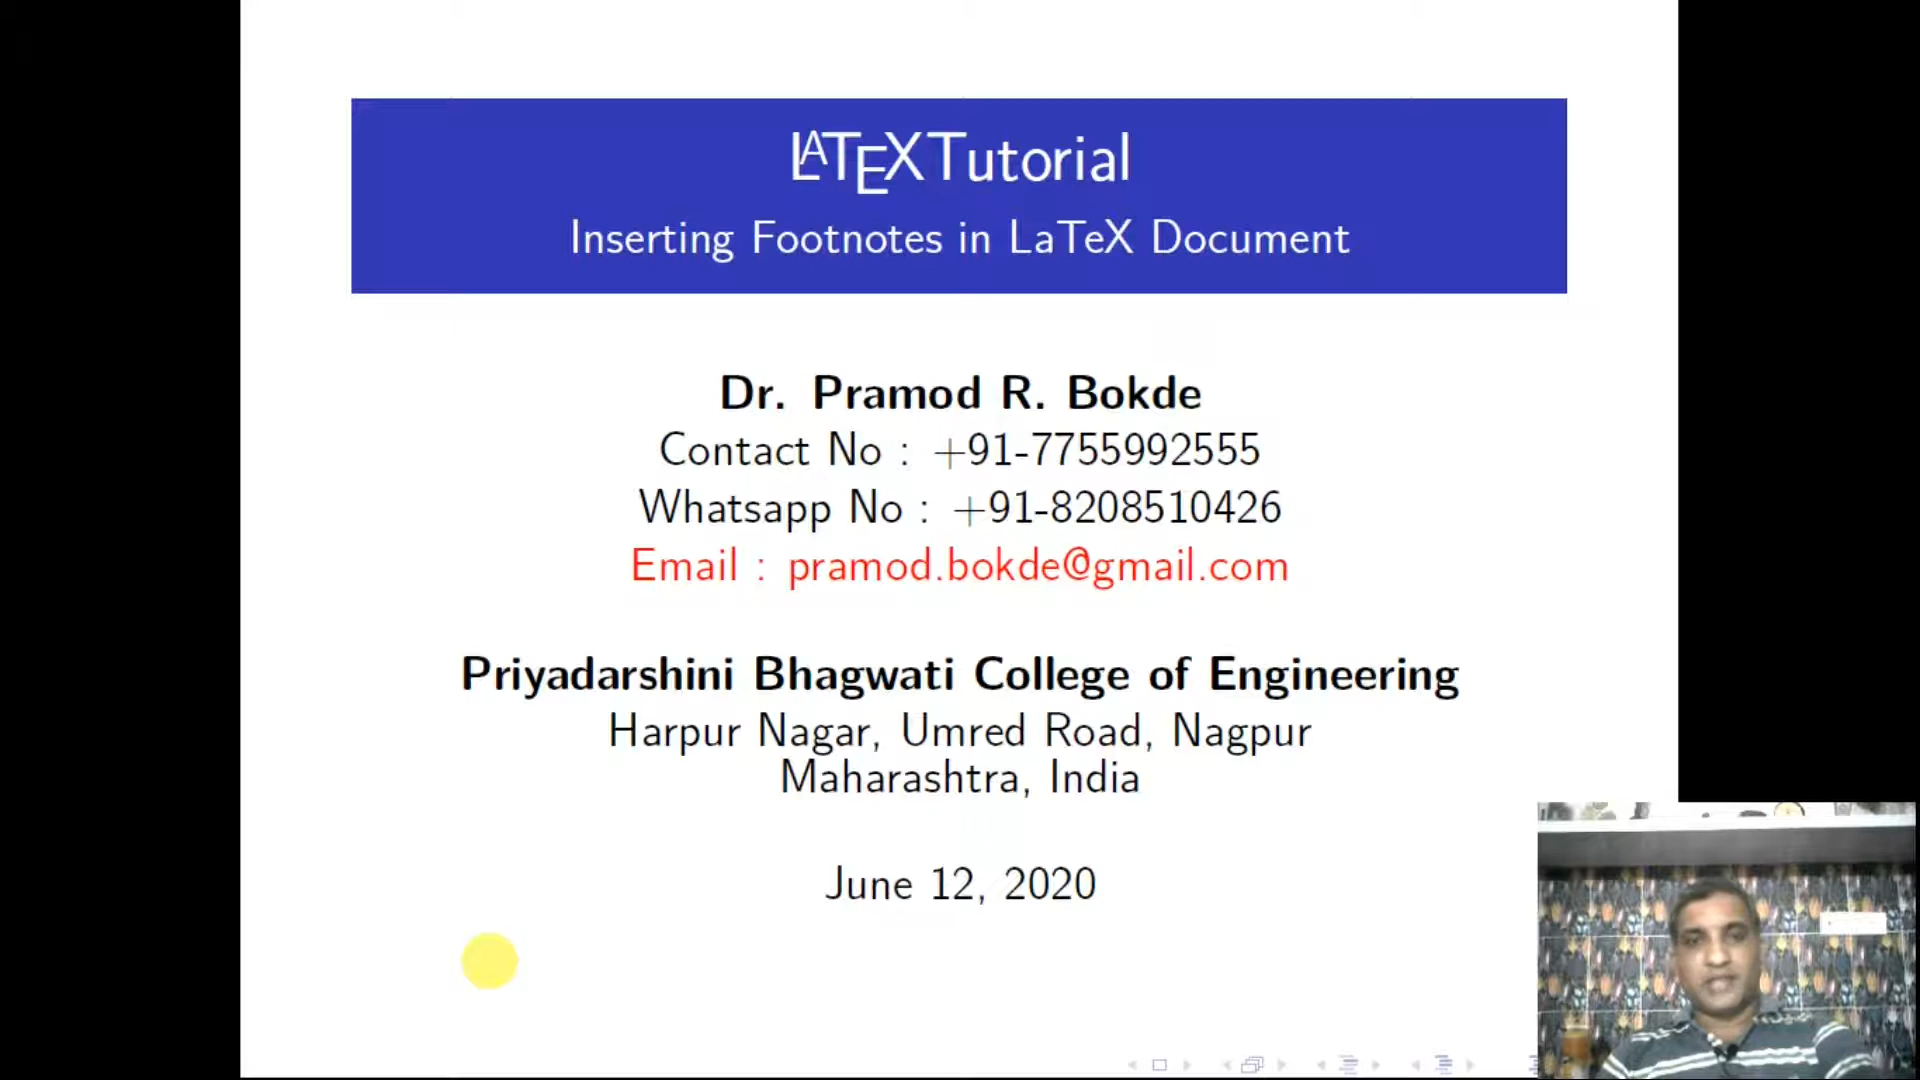 LATEX Tutorial
Inserting Footnotes in LaTeX Document
Dr. Pramod R. Bokde
Contact No : +91-7755992555
Whatsapp No : +91-8208510426
Email : pramod.bokde@gmail.com
Priyadarshini Bhagwati College of Engineering
Harpur Nagar, Umred Road, Nagpur
Maharashtra, India
June 12, 2020